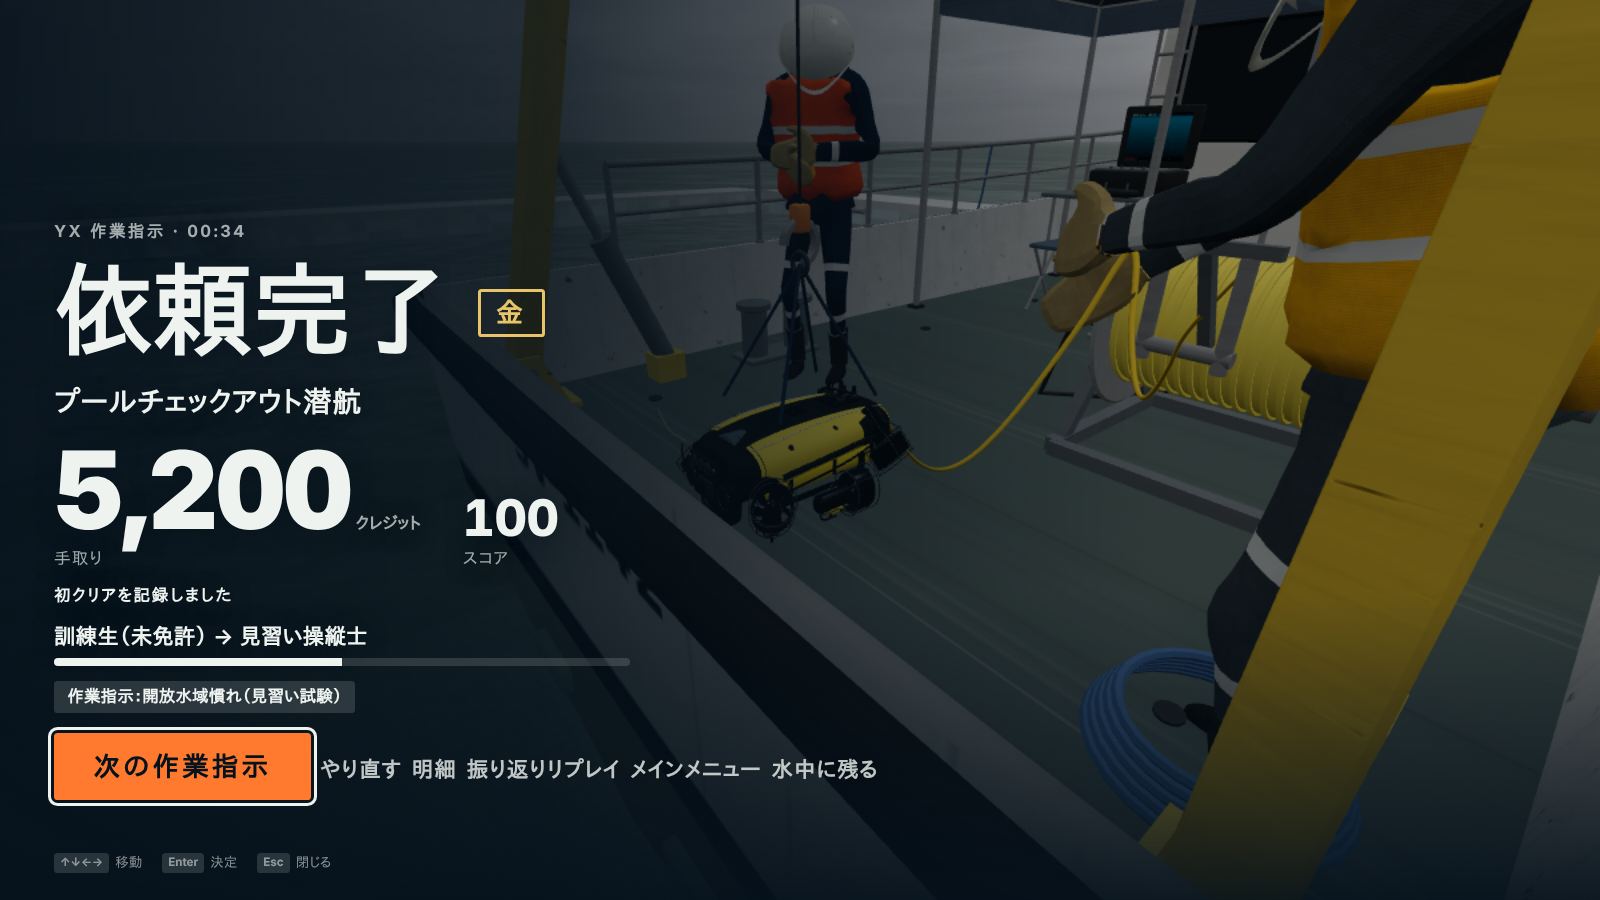 YX 作業指示 · 00:34
依頼完了 金
プールチェックアウト潜航
5,200 クレジット 100
手取り スコア
初クリアを記録しました
訓練生（未免許） → 見習い操縦士
作業指示：開放水域慣れ（見習い試験）
次の作業指示 やり直す 明細 振り返りリプレイ メインメニュー 水中に残る
↑↓←→ 移動 Enter 決定 Esc 閉じる